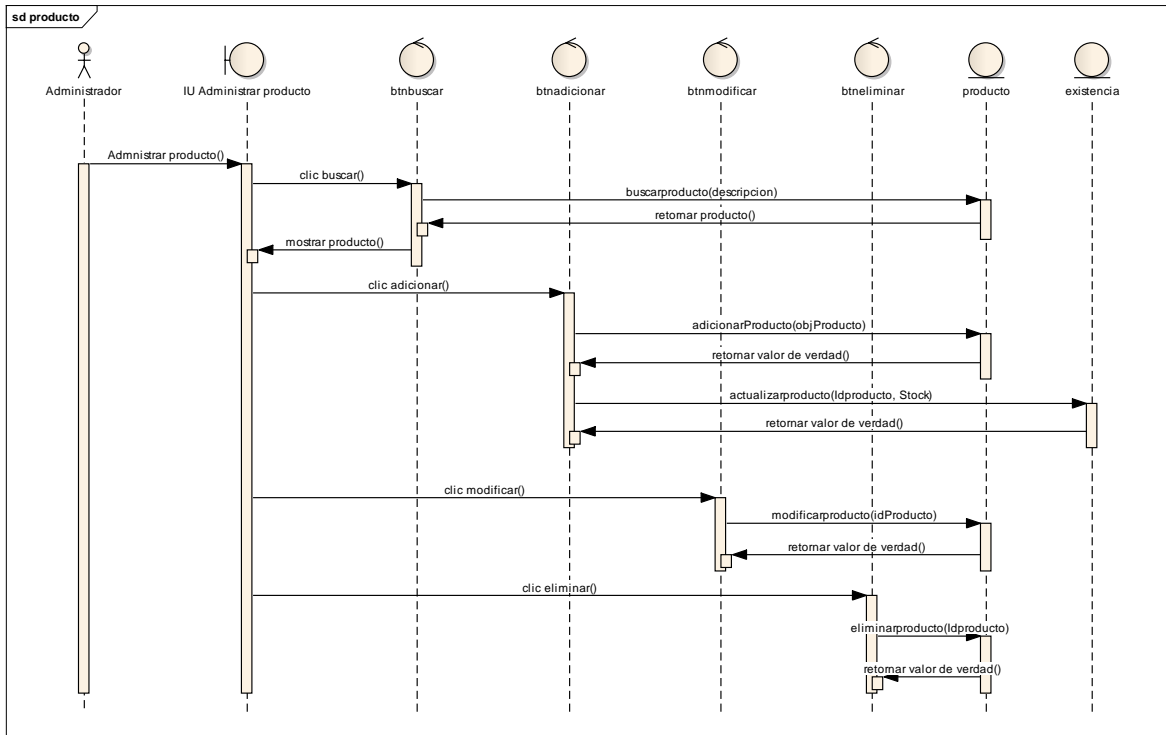 sd producto
Administrador
IU Administrar producto
btnbuscar
btnadicionar
btnmodificar
btneliminar
producto
existencia
Admnistrar producto()
clic buscar()
buscarproducto(descripcion)
retornar producto()
mostrar producto()
clic adicionar()
adicionarProducto(objProducto)
retornar valor de verdad()
actualizarproducto(Idproducto, Stock)
retornar valor de verdad()
clic modificar()
modificarproducto(idProducto)
retornar valor de verdad()
clic eliminar()
eliminarproducto(Idproducto)
retornar valor de verdad()